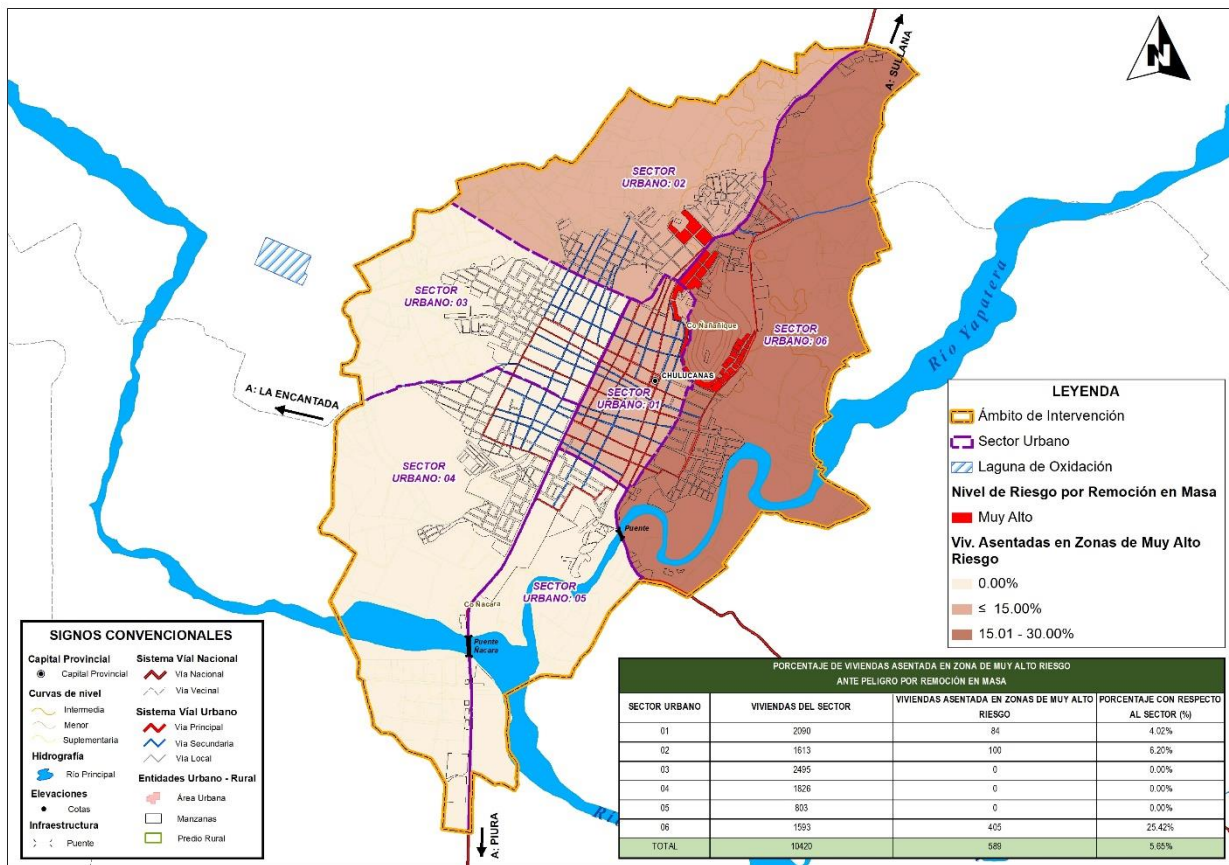 N
A: SULLANA
SECTOR
URBANO: 02
SECTOR
URBANO: 03
Co Ñañañique
SECTOR
URBANO: 06
Río Yapatera
CHULUCANAS
A: LA ENCANTADA
SECTOR
URBANO: 01
SECTOR
URBANO: 04
Puente
SECTOR
URBANO: 05
Co Ñacara
Puente
Ñacara
A: PIURA
LEYENDA
Ámbito de Intervención
Sector Urbano
Laguna de Oxidación
Nivel de Riesgo por Remoción en Masa
Muy Alto
Viv. Asentadas en Zonas de Muy Alto
Riesgo
0.00%
≤ 15.00%
15.01 - 30.00%
SIGNOS CONVENCIONALES
Capital Provincial
Capital Provincial
Curvas de nivel
Intermedia
Menor
Suplementaria
Hidrografía
Río Principal
Elevaciones
Cotas
Infraestructura
Puente
Sistema Víal Nacional
Vía Nacional
Vía Vecinal
Sistema Víal Urbano
Vía Principal
Vía Secundaria
Vía Local
Entidades Urbano - Rural
Área Urbana
Manzanas
Predio Rural
PORCENTAJE DE VIVIENDAS ASENTADA EN ZONA DE MUY ALTO RIESGO
ANTE PELIGRO POR REMOCIÓN EN MASA
SECTOR URBANO VIVIENDAS DEL SECTOR VIVIENDAS ASENTADA EN ZONAS DE MUY ALTO RIESGO PORCENTAJE CON RESPECTO AL SECTOR (%)
01 2090 84 4.02%
02 1613 100 6.20%
03 2495 0 0.00%
04 1826 0 0.00%
05 803 0 0.00%
06 1593 405 25.42%
TOTAL 10420 589 5.65%